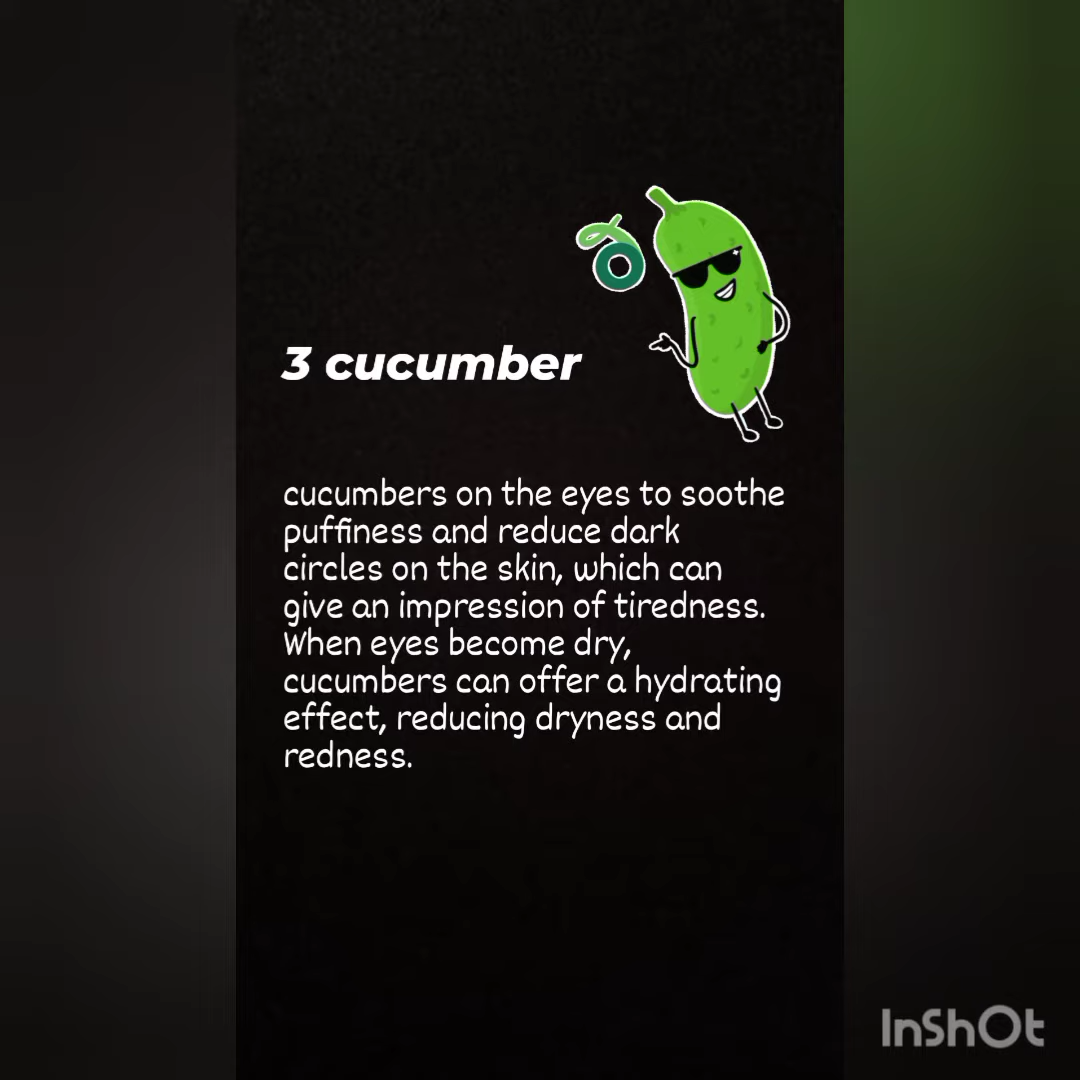 3 cucumber
cucumbers on the eyes to soothe
puffiness and reduce dark
circles on the skin, which can
give an impression of tiredness.
When eyes become dry,
cucumbers can offer a hydrating
effect, reducing dryness and
redness.
InShOt